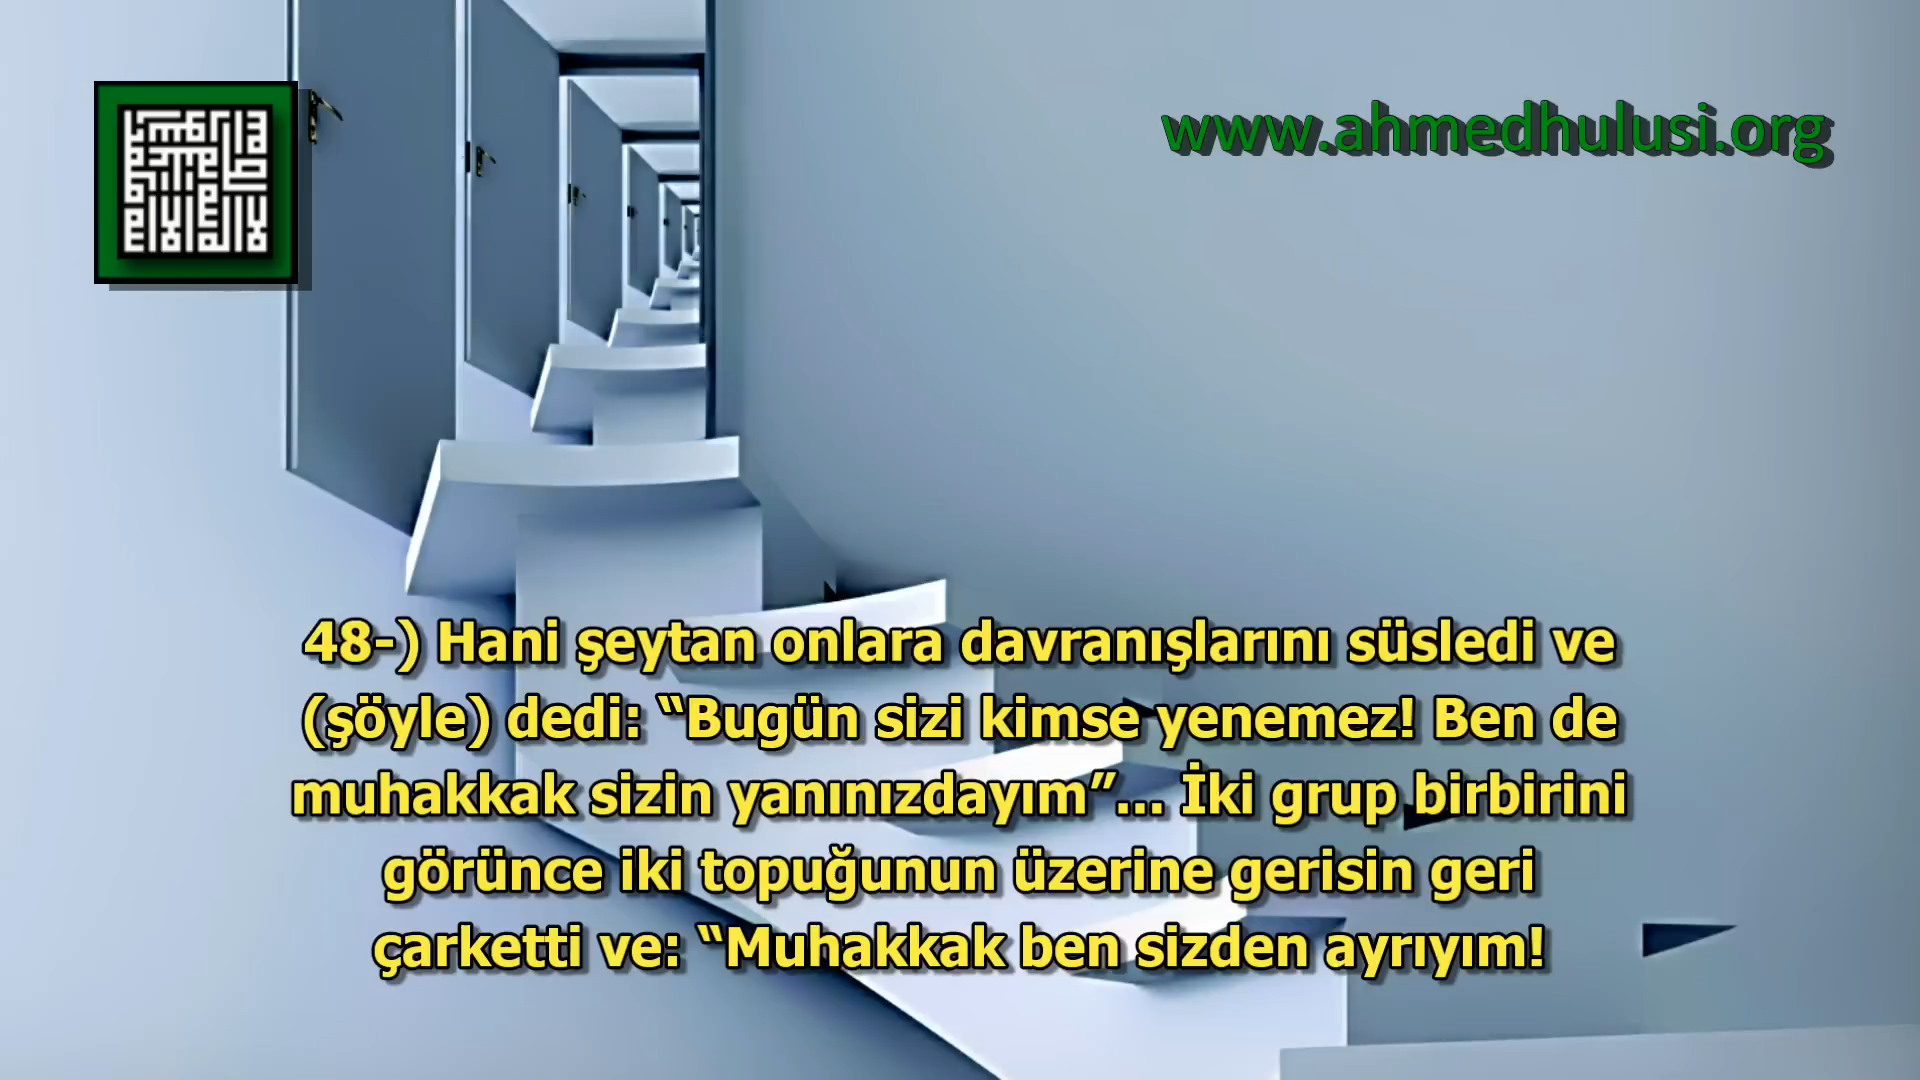 www.ahmedhulusi.org
48-) Hani şeytan onlara davranışlarını süsledi ve
(şöyle) dedi: “Bugün sizi kimse yenemez! Ben de
muhakkak sizin yanınızdayım”... İki grup birbirini
görünce iki topuğunun üzerine gerisin geri
çarketti ve: “Muhakkak ben sizden ayrıyım!